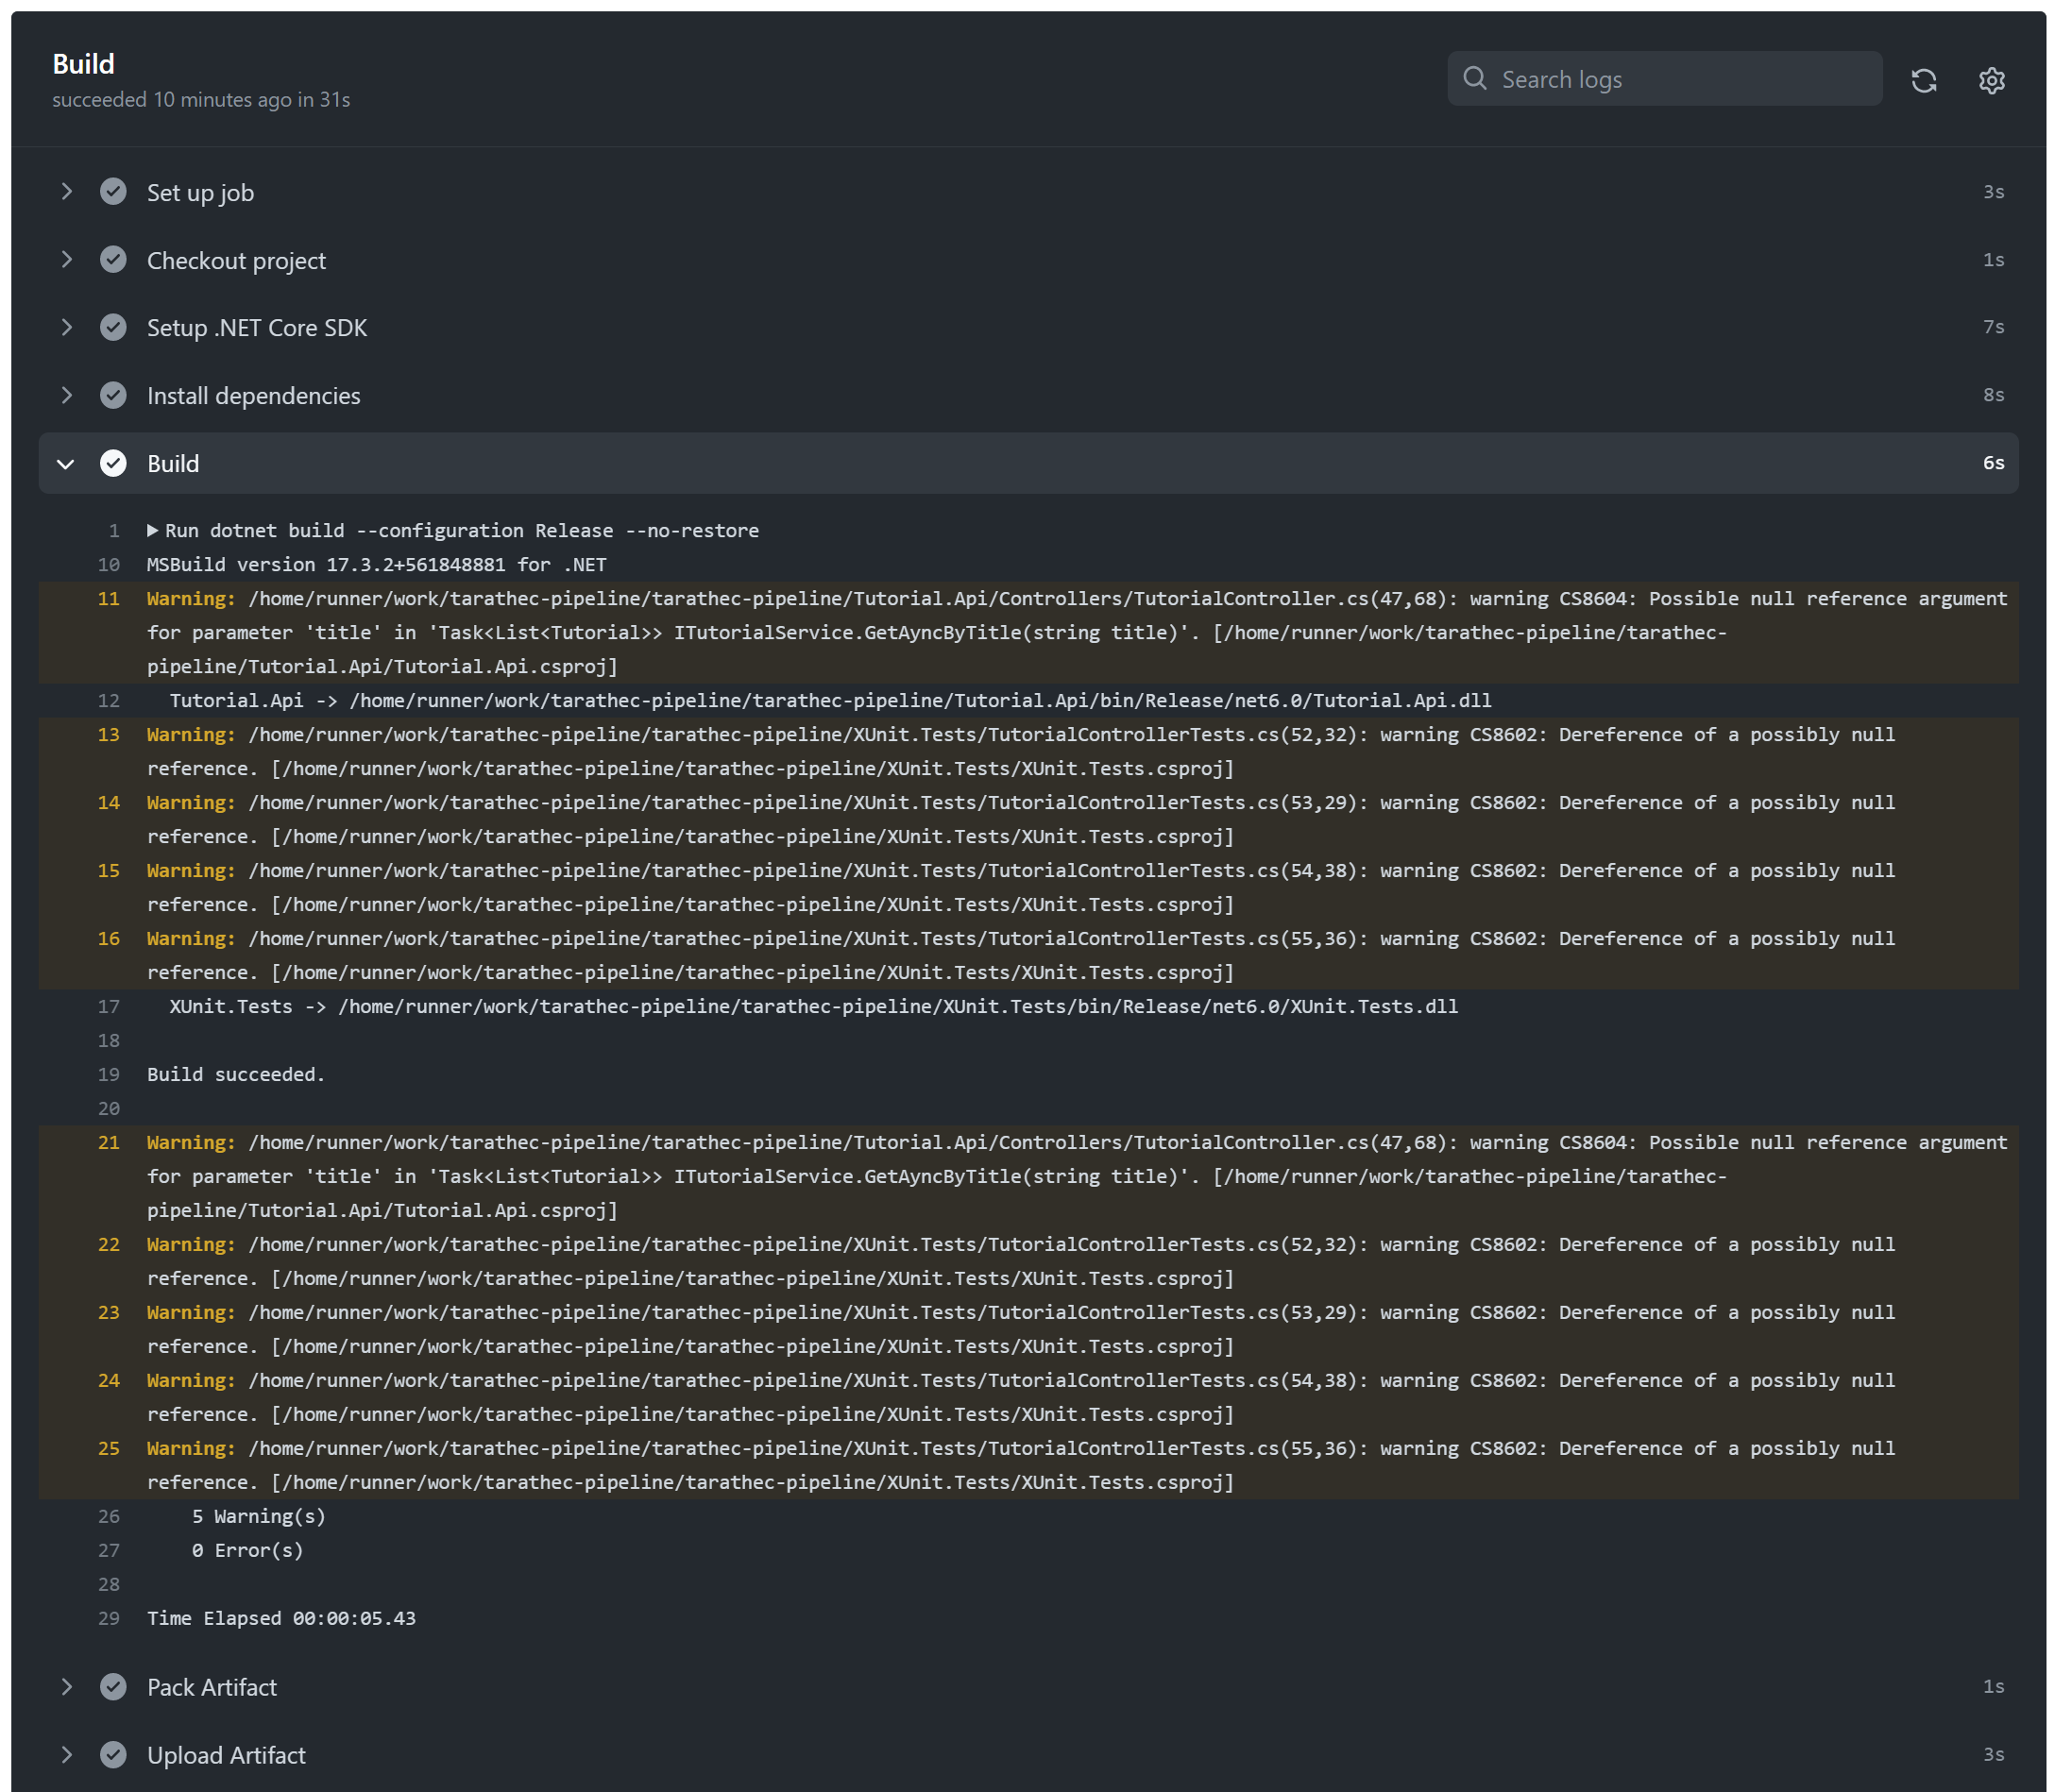 Build
succeeded 10 minutes ago in 31s
Search logs
Set up job 3s
Checkout project 1s
Setup .NET Core SDK 7s
Install dependencies 8s
Build 6s
1 Run dotnet build --configuration Release --no-restore
10 MSBuild version 17.3.2+561848881 for .NET
11 Warning: /home/runner/work/tarathec-pipeline/tarathec-pipeline/Tutorial.Api/Controllers/TutorialController.cs(47,68): warning CS8604: Possible null reference argument
for parameter 'title' in 'Task<List<Tutorial>> ITutorialService.GetAyncByTitle(string title)'. [/home/runner/work/tarathec-pipeline/tarathec-
pipeline/Tutorial.Api/Tutorial.Api.csproj]
12 Tutorial.Api -> /home/runner/work/tarathec-pipeline/tarathec-pipeline/Tutorial.Api/bin/Release/net6.0/Tutorial.Api.dll
13 Warning: /home/runner/work/tarathec-pipeline/tarathec-pipeline/XUnit.Tests/TutorialControllerTests.cs(52,32): warning CS8602: Dereference of a possibly null
reference. [/home/runner/work/tarathec-pipeline/tarathec-pipeline/XUnit.Tests/XUnit.Tests.csproj]
14 Warning: /home/runner/work/tarathec-pipeline/tarathec-pipeline/XUnit.Tests/TutorialControllerTests.cs(53,29): warning CS8602: Dereference of a possibly null
reference. [/home/runner/work/tarathec-pipeline/tarathec-pipeline/XUnit.Tests/XUnit.Tests.csproj]
15 Warning: /home/runner/work/tarathec-pipeline/tarathec-pipeline/XUnit.Tests/TutorialControllerTests.cs(54,38): warning CS8602: Dereference of a possibly null
reference. [/home/runner/work/tarathec-pipeline/tarathec-pipeline/XUnit.Tests/XUnit.Tests.csproj]
16 Warning: /home/runner/work/tarathec-pipeline/tarathec-pipeline/XUnit.Tests/TutorialControllerTests.cs(55,36): warning CS8602: Dereference of a possibly null
reference. [/home/runner/work/tarathec-pipeline/tarathec-pipeline/XUnit.Tests/XUnit.Tests.csproj]
17 XUnit.Tests -> /home/runner/work/tarathec-pipeline/tarathec-pipeline/XUnit.Tests/bin/Release/net6.0/XUnit.Tests.dll
18
19 Build succeeded.
20
21 Warning: /home/runner/work/tarathec-pipeline/tarathec-pipeline/Tutorial.Api/Controllers/TutorialController.cs(47,68): warning CS8604: Possible null reference argument
for parameter 'title' in 'Task<List<Tutorial>> ITutorialService.GetAyncByTitle(string title)'. [/home/runner/work/tarathec-pipeline/tarathec-
pipeline/Tutorial.Api/Tutorial.Api.csproj]
22 Warning: /home/runner/work/tarathec-pipeline/tarathec-pipeline/XUnit.Tests/TutorialControllerTests.cs(52,32): warning CS8602: Dereference of a possibly null
reference. [/home/runner/work/tarathec-pipeline/tarathec-pipeline/XUnit.Tests/XUnit.Tests.csproj]
23 Warning: /home/runner/work/tarathec-pipeline/tarathec-pipeline/XUnit.Tests/TutorialControllerTests.cs(53,29): warning CS8602: Dereference of a possibly null
reference. [/home/runner/work/tarathec-pipeline/tarathec-pipeline/XUnit.Tests/XUnit.Tests.csproj]
24 Warning: /home/runner/work/tarathec-pipeline/tarathec-pipeline/XUnit.Tests/TutorialControllerTests.cs(54,38): warning CS8602: Dereference of a possibly null
reference. [/home/runner/work/tarathec-pipeline/tarathec-pipeline/XUnit.Tests/XUnit.Tests.csproj]
25 Warning: /home/runner/work/tarathec-pipeline/tarathec-pipeline/XUnit.Tests/TutorialControllerTests.cs(55,36): warning CS8602: Dereference of a possibly null
reference. [/home/runner/work/tarathec-pipeline/tarathec-pipeline/XUnit.Tests/XUnit.Tests.csproj]
26 5 Warning(s)
27 0 Error(s)
28
29 Time Elapsed 00:00:05.43
Pack Artifact 1s
Upload Artifact 3s